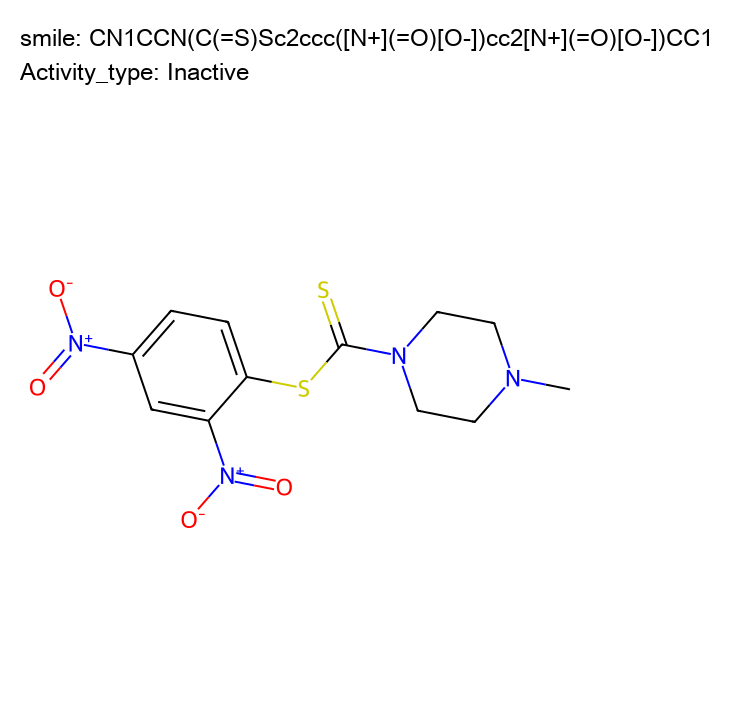 smile: CN1CCN(C(=S)Sc2ccc([N+](=O)[O-])cc2[N+](=O)[O-])CC1
Activity_type: Inactive
O-
S
N+
N
O
S
N
N+
O
O-